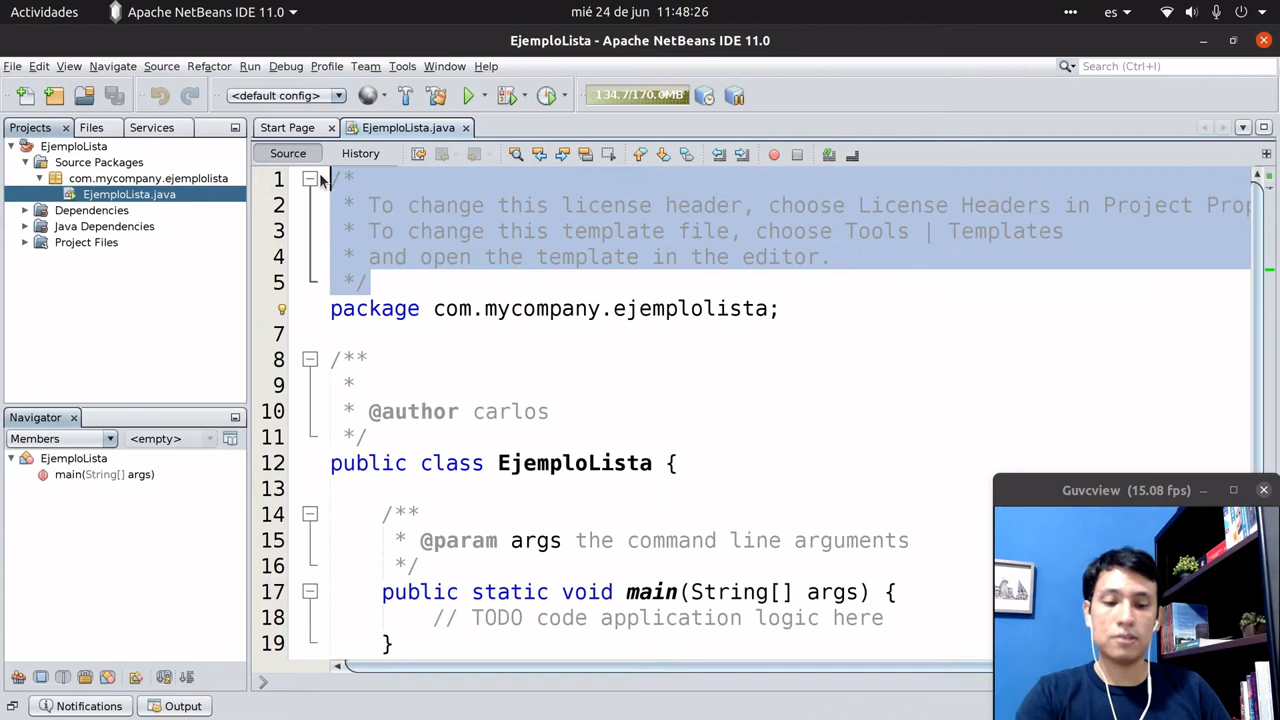 Actividades Apache NetBeans IDE 11.0 mié 24 de jun 11:48:26 es
EjemploLista - Apache NetBeans IDE 11.0
File Edit View Navigate Source Refactor Run Debug Profile Team Tools Window Help Search (Ctrl+I)
<default config> 134.7/170.0MB
Projects Files Services Start Page EjemploLista.java
EjemploLista
Source Packages
com.mycompany.ejemplolista
EjemploLista.java
Dependencies
Java Dependencies
Project Files
Navigator
Members <empty>
EjemploLista
main(String[] args)
Source History
1 /*
2 * To change this license header, choose License Headers in Project Prop
3 * To change this template file, choose Tools | Templates
4 * and open the template in the editor.
5 */
package com.mycompany.ejemplolista;
7
8 /**
9 *
10 * @author carlos
11 */
12 public class EjemploLista {
13
14 /**
15 * @param args the command line arguments
16 */
17 public static void main(String[] args) {
18 // TODO code application logic here
19 }
Guvcview (15.08 fps)
Notifications Output